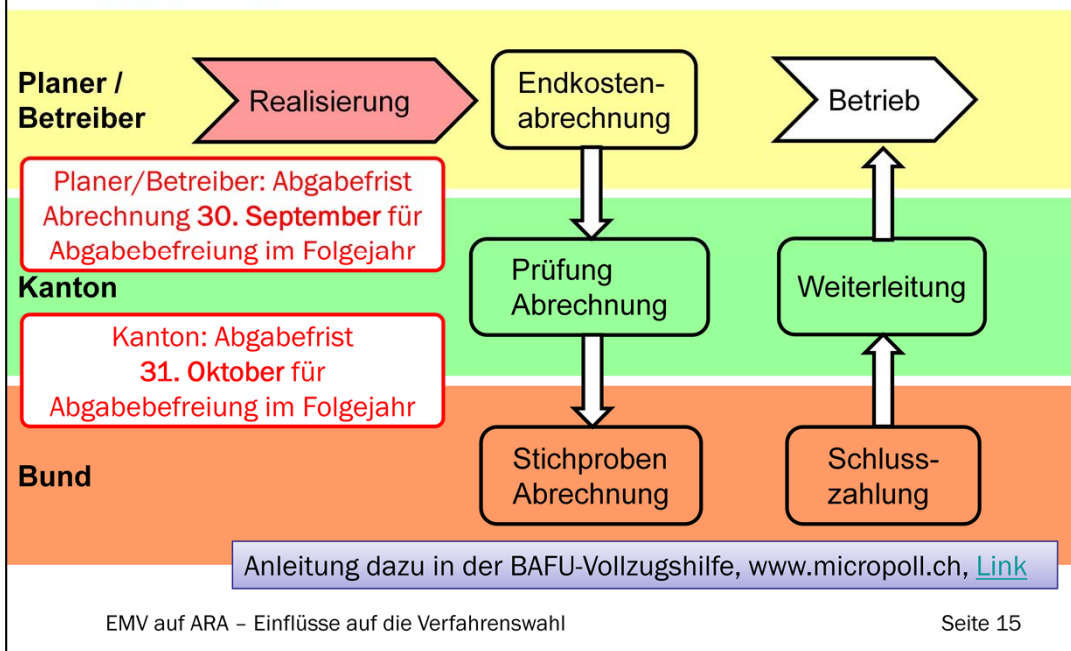 Planer /
Betreiber
Realisierung
Endkosten-
abrechnung
Betrieb
Planer/Betreiber: Abgabefrist
Abrechnung 30. September für
Abgabebefreiung im Folgejahr
Kanton
Prüfung
Abrechnung
Weiterleitung
Kanton: Abgabefrist
31. Oktober für
Abgabebefreiung im Folgejahr
Bund
Stichproben
Abrechnung
Schluss-
zahlung
Anleitung dazu in der BAFU-Vollzugshilfe, www.micropoll.ch, Link
EMV auf ARA – Einflüsse auf die Verfahrenswahl
Seite 15